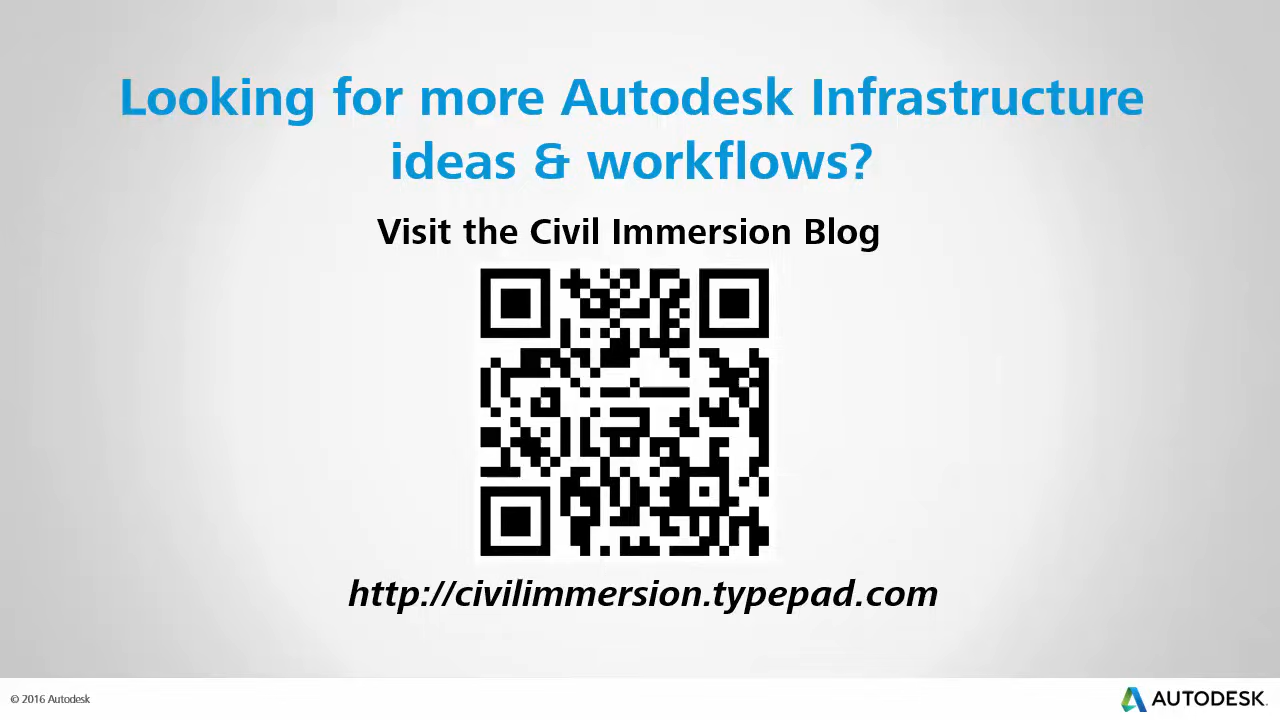 Looking for more Autodesk Infrastructure
ideas & workflows?
Visit the Civil Immersion Blog
http://civilimmersion.typepad.com
© 2016 Autodesk
AUTODESK.